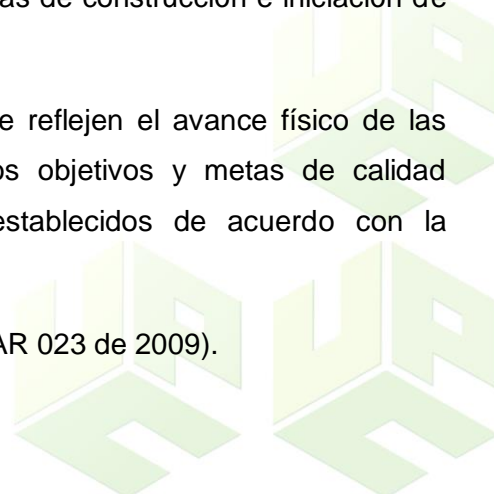 as de construcción e iniciación de
e reflejen el avance físico de las
os objetivos y metas de calidad
establecidos de acuerdo con la
AR 023 de 2009).